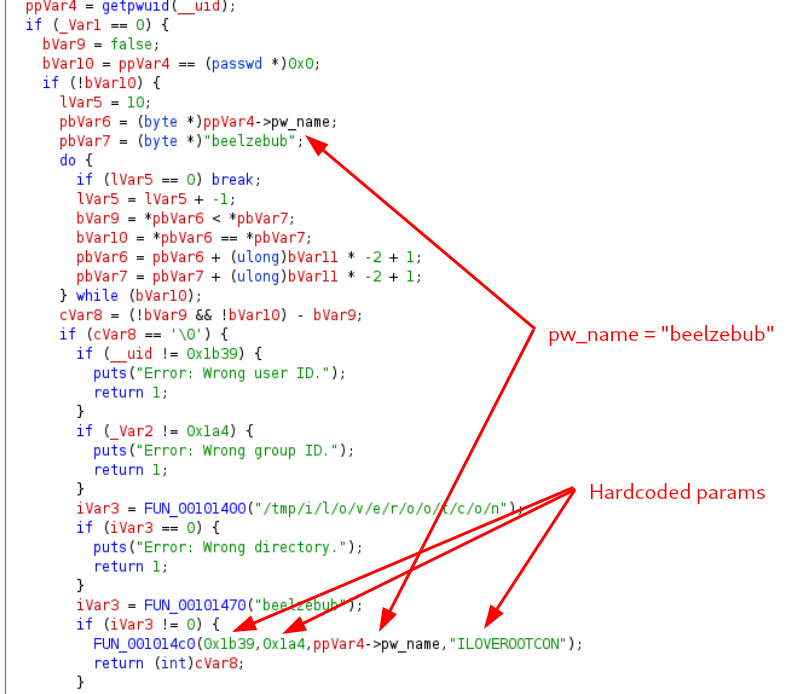 ppVar4 = getpwuid(__uid);
if (_Var1 == 0) {
bVar9 = false;
bVar10 = ppVar4 == (passwd *)0x0;
if (!bVar10) {
lVar5 = 10;
pbVar6 = (byte *)ppVar4->pw_name;
pbVar7 = (byte *)"beelzebub";
do {
if (lVar5 == 0) break;
lVar5 = lVar5 + -1;
bVar9 = *pbVar6 < *pbVar7;
bVar10 = *pbVar6 == *pbVar7;
pbVar6 = pbVar6 + (ulong)bVar11 * -2 + 1;
pbVar7 = pbVar7 + (ulong)bVar11 * -2 + 1;
} while (bVar10);
cVar8 = (!bVar9 && !bVar10) - bVar9;
if (cVar8 == '\0') {
pw_name = "beelzebub"
if (__uid != 0x1b39) {
puts("Error: Wrong user ID.");
return 1;
}
if (_Var2 != 0x1a4) {
puts("Error: Wrong group ID.");
return 1;
}
Hardcoded params
iVar3 = FUN_00101400("/tmp/i/l/o/v/e/r/o/o/t/c/o/n");
if (iVar3 == 0) {
puts("Error: Wrong directory.");
return 1;
}
iVar3 = FUN_00101470("beelzebub");
if (iVar3 != 0) {
FUN_001014c0(0x1b39,0x1a4,ppVar4->pw_name,"ILOVEROOTCON");
return (int)cVar8;
}